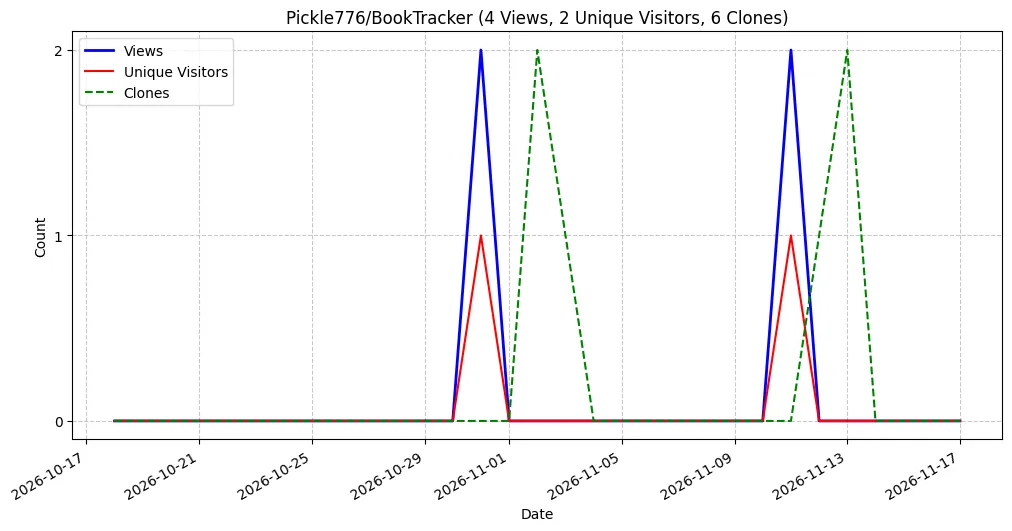 Pickle776/BookTracker (4 Views, 2 Unique Visitors, 6 Clones)
Views
Unique Visitors
Clones
2
1
0
Count
2026-10-17
2026-10-21
2026-10-25
2026-10-29
2026-11-01
2026-11-05
2026-11-09
2026-11-13
2026-11-17
Date